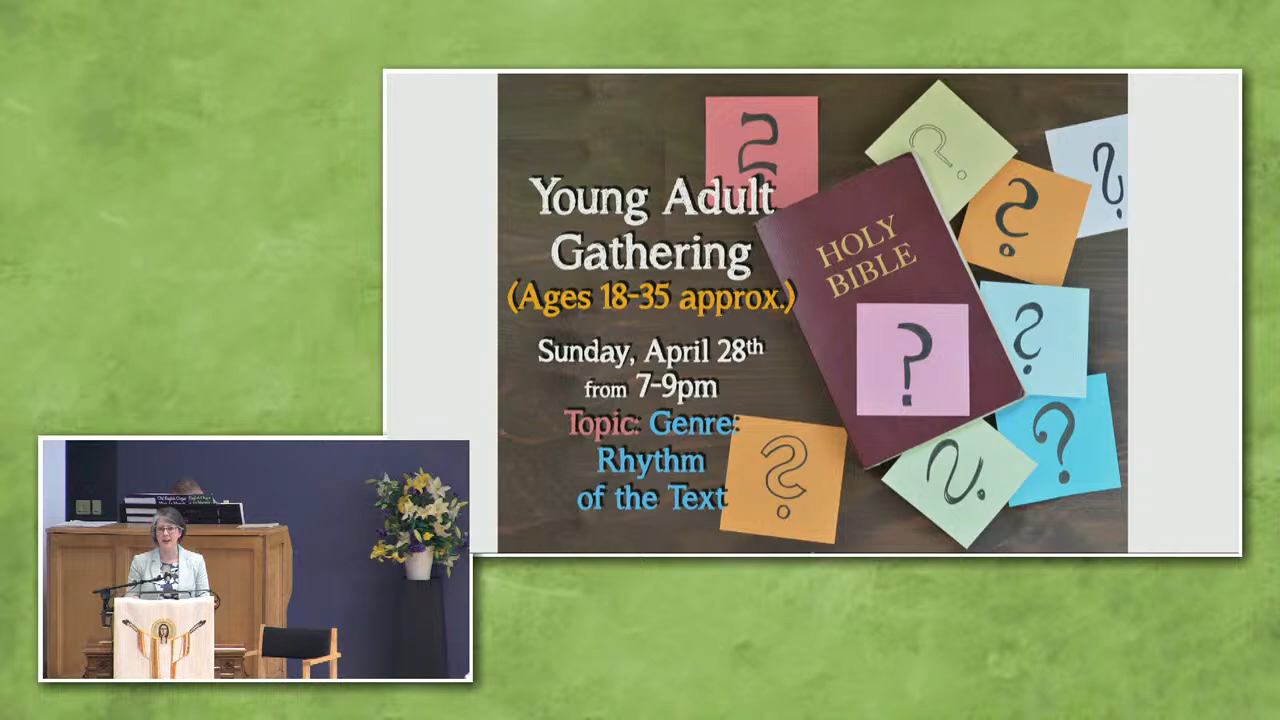 Young Adult
Gathering
(Ages 18-35 approx.)
Sunday, April 28th
from 7-9pm
Topic: Genre:
Rhythm
of the Text
HOLY
BIBLE
?
?
?
?
?
?
?
?
?